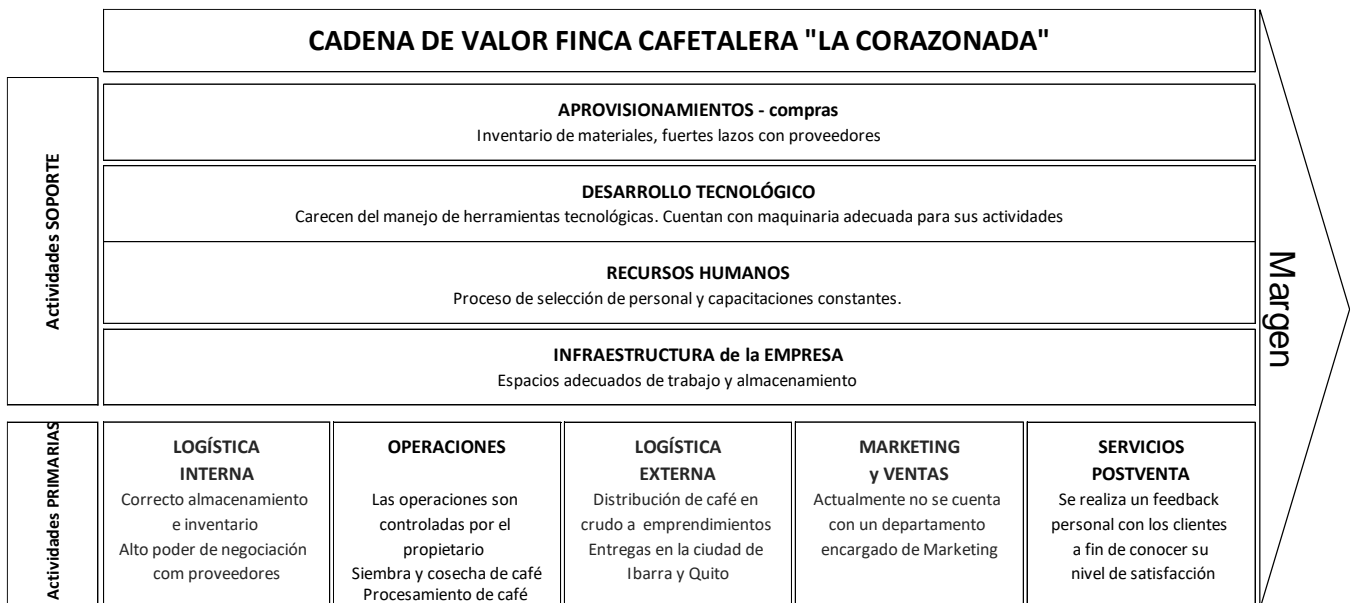 CADENA DE VALOR FINCA CAFETALERA "LA CORAZONADA"
Actividades SOPORTE
APROVISIONAMIENTOS - compras
Inventario de materiales, fuertes lazos con proveedores
DESARROLLO TECNOLÓGICO
Carecen del manejo de herramientas tecnológicas. Cuentan con maquinaria adecuada para sus actividades
RECURSOS HUMANOS
Proceso de selección de personal y capacitaciones constantes.
INFRAESTRUCTURA de la EMPRESA
Espacios adecuados de trabajo y almacenamiento
Margen
Actividades PRIMARIAS
LOGÍSTICA
INTERNA
Correcto almacenamiento
e inventario
Alto poder de negociación
com proveedores
OPERACIONES
Las operaciones son
controladas por el
propietario
Siembra y cosecha de café
Procesamiento de café
LOGÍSTICA
EXTERNA
Distribución de café en
crudo a emprendimientos
Entregas en la ciudad de
Ibarra y Quito
MARKETING
y VENTAS
Actualmente no se cuenta
con un departamento
encargado de Marketing
SERVICIOS
POSTVENTA
Se realiza un feedback
personal con los clientes
a fin de conocer su
nivel de satisfacción